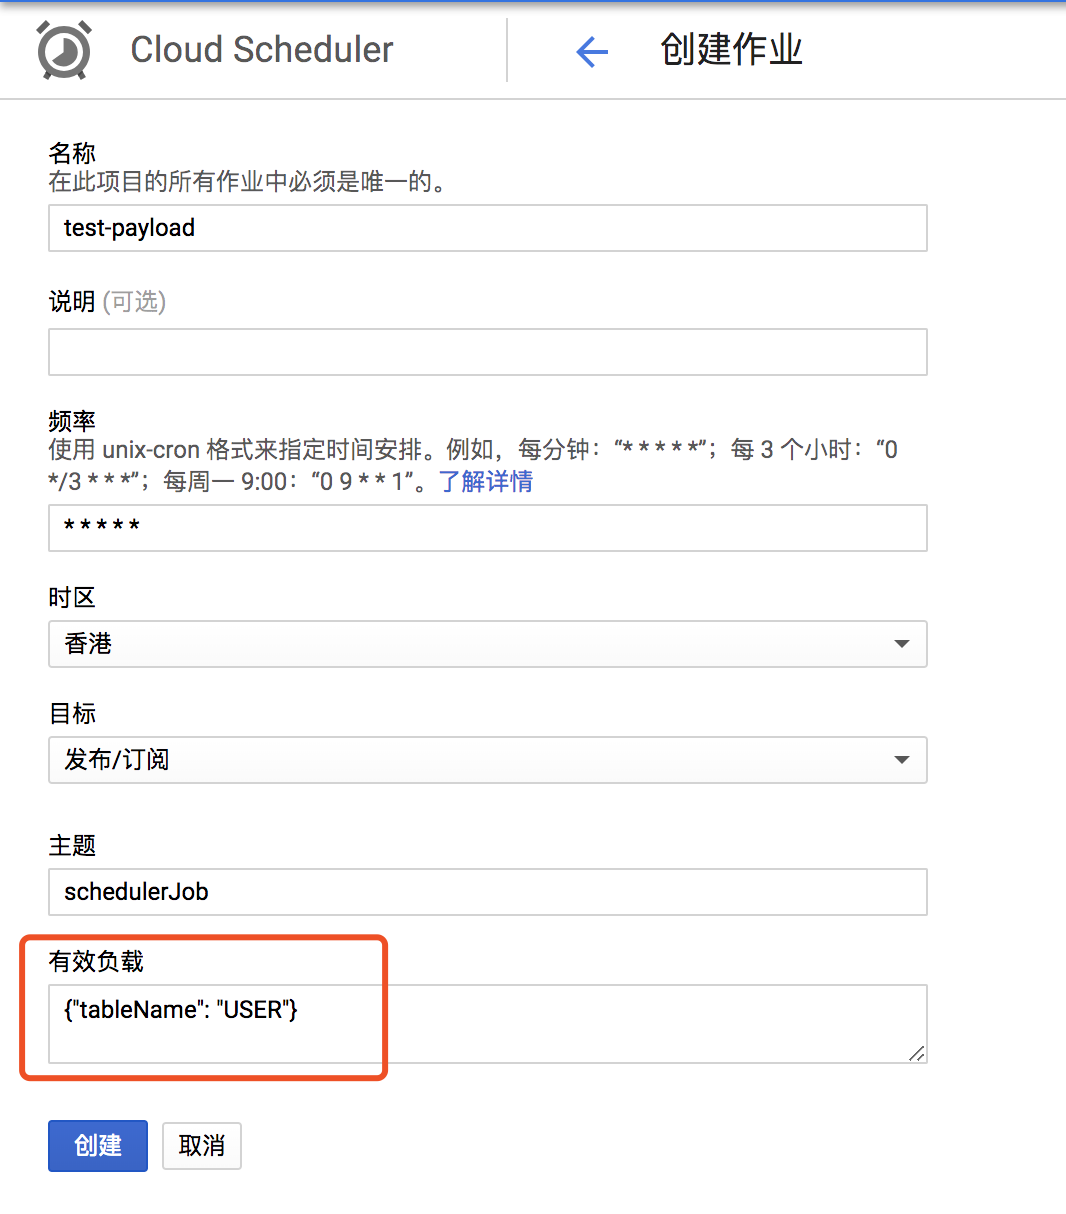 Cloud Scheduler
创建作业
名称
在此项目的所有作业中必须是唯一的。
test-payload
说明 (可选)
频率
使用 unix-cron 格式来指定时间安排。例如，每分钟：“* * * * *”；每 3 个小时：“0
*/3 * * *”；每周一 9:00：“0 9 * * 1”。了解详情
* * * * *
时区
香港
目标
发布/订阅
主题
schedulerJob
有效负载
{"tableName": "USER"}
创建
取消